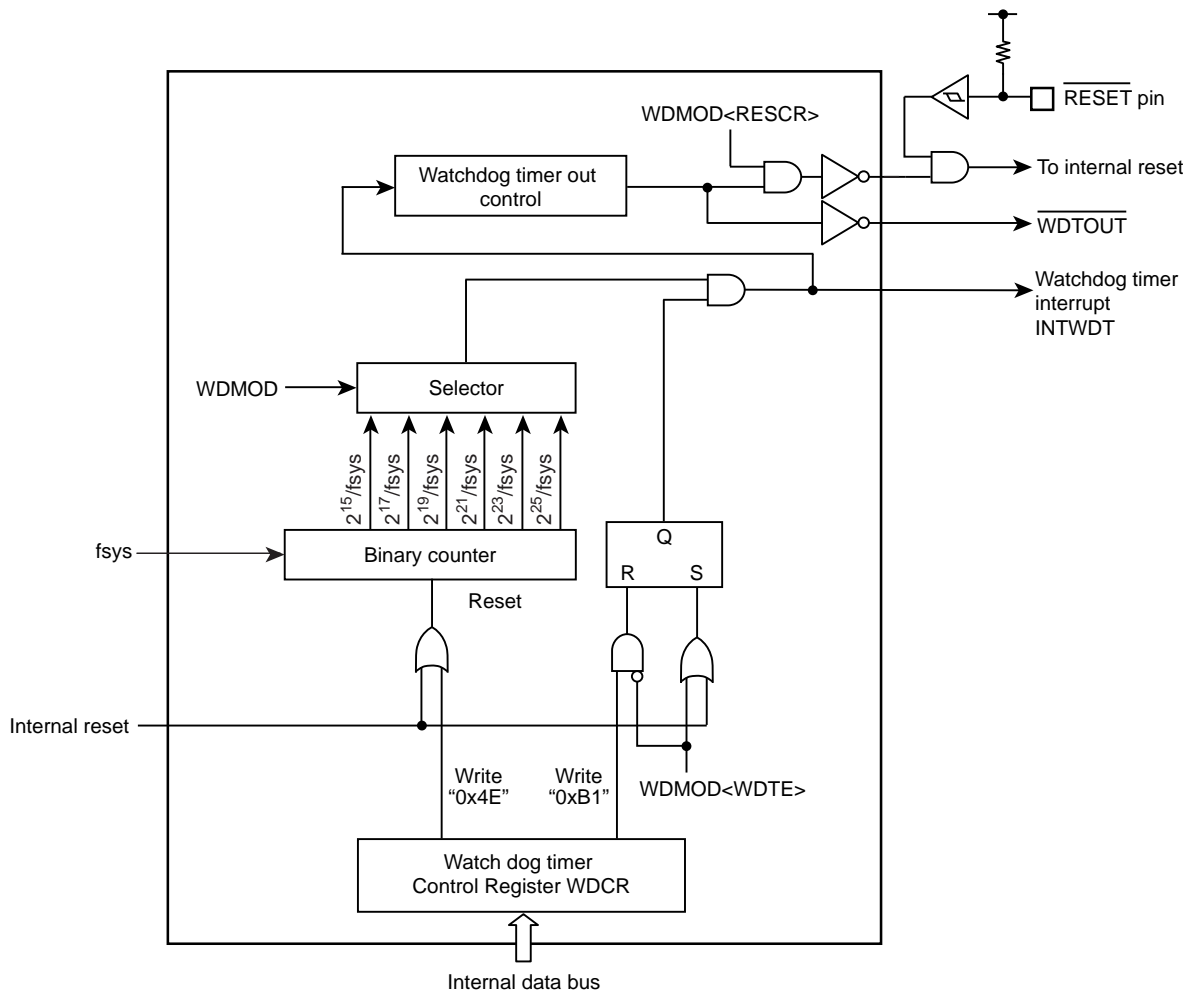 WDMOD<RESCR>
RESET pin
Watchdog timer out
control
To internal reset
WDTOUT
Watchdog timer
interrupt
INTWDT
WDMOD
Selector
2^15/fsys
2^17/fsys
2^19/fsys
2^21/fsys
2^23/fsys
2^25/fsys
fsys
Binary counter
Q
R
S
Reset
Internal reset
Write
“0x4E”
Write
“0xB1”
WDMOD<WDTE>
Watch dog timer
Control Register WDCR
Internal data bus